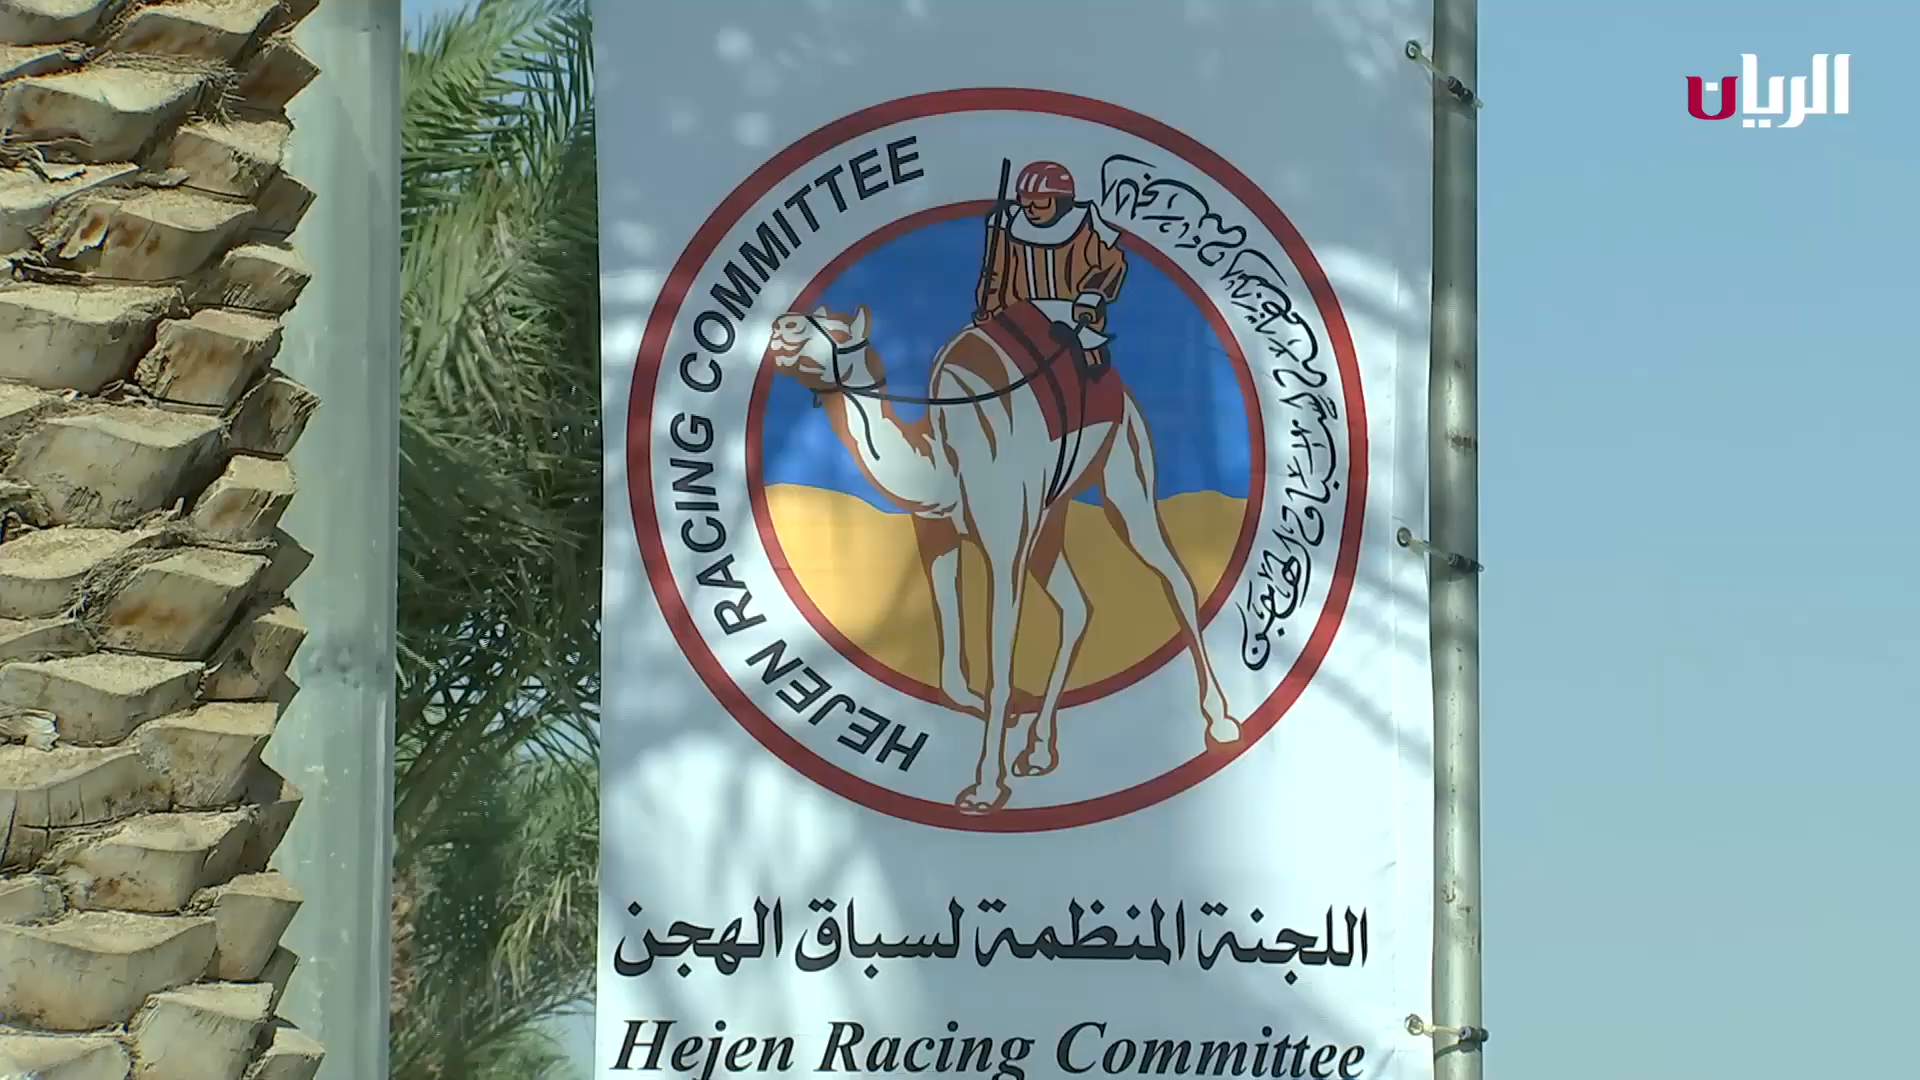 الريان
HEJEN RACING COMMITTEE
اللجنة المنظمة لسباق الهجن
Hejen Racing Committee